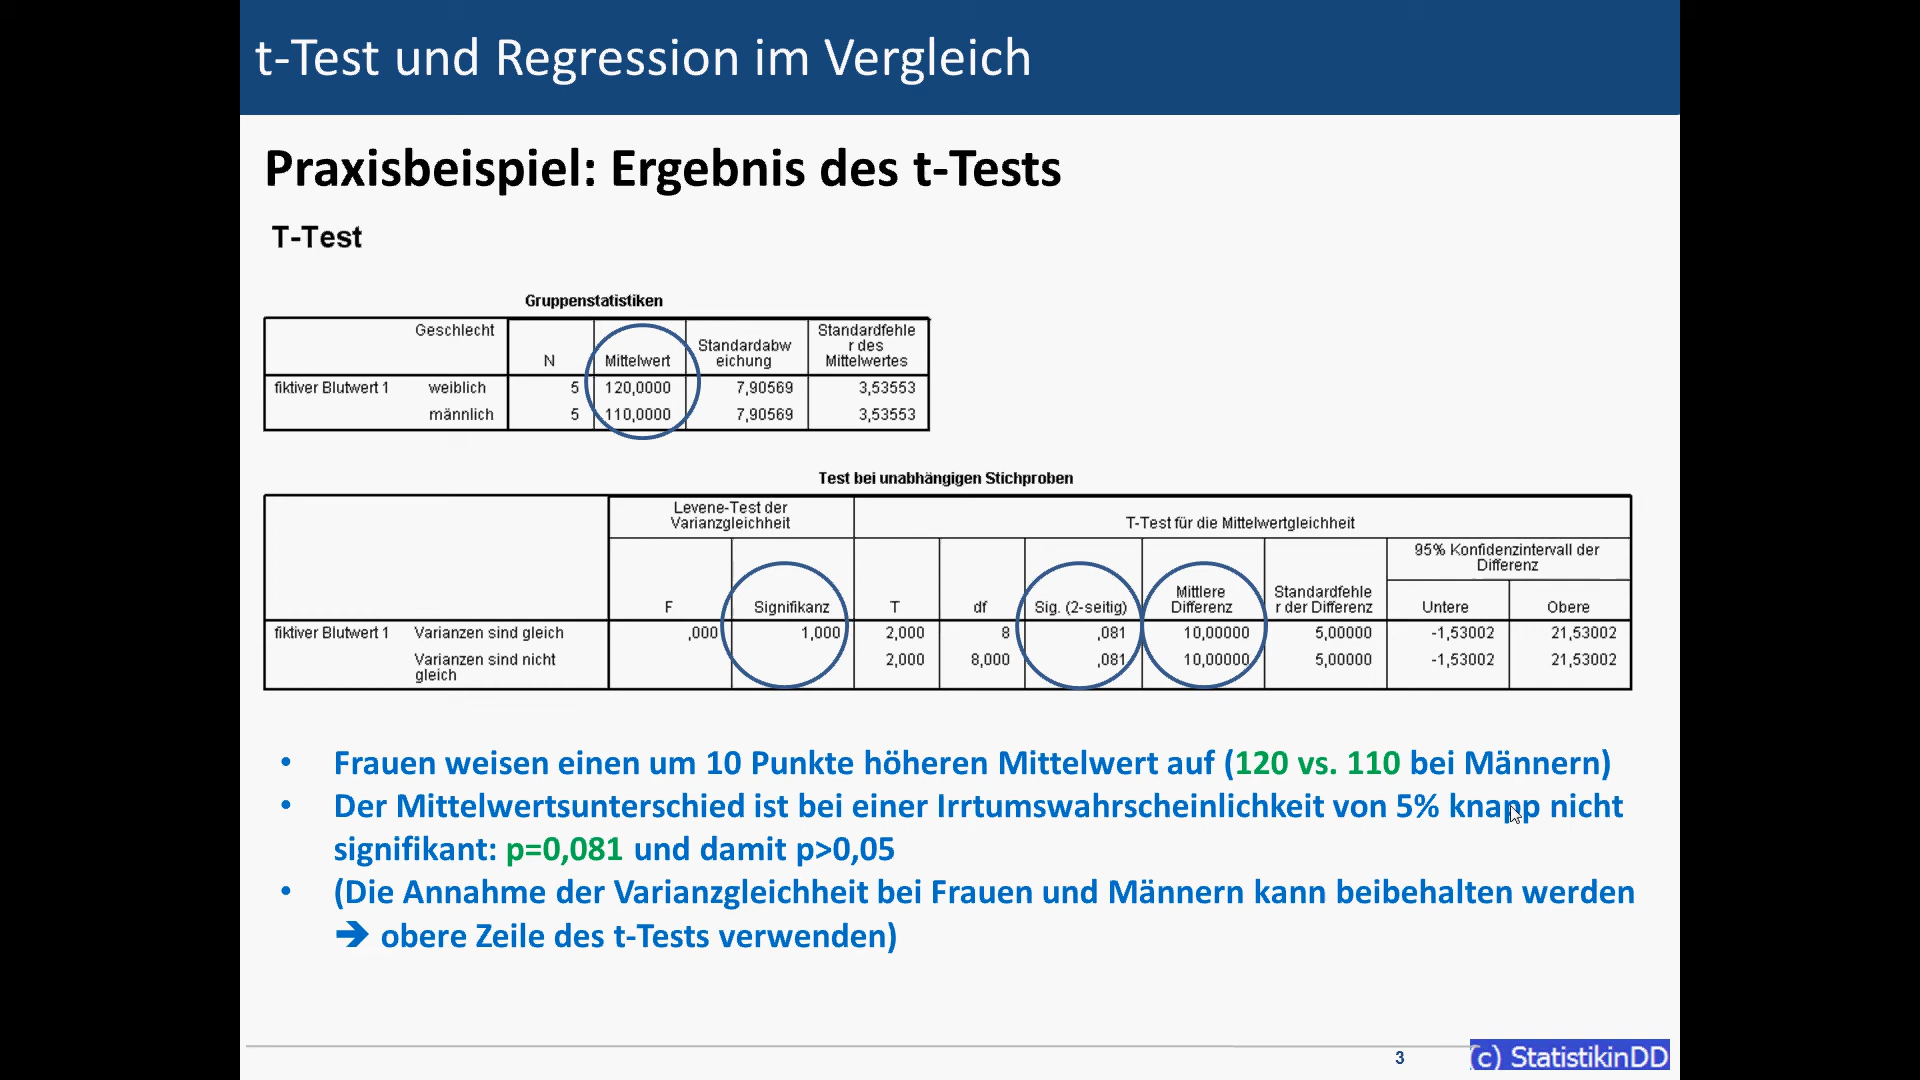 t-Test und Regression im Vergleich
Praxisbeispiel: Ergebnis des t-Tests
T-Test
Gruppenstatistiken
Geschlecht N Mittelwert Standardabw eichung Standardfehle r des Mittelwertes
fiktiver Blutwert 1 weiblich 5 120,0000 7,90569 3,53553
männlich 5 110,0000 7,90569 3,53553
Test bei unabhängigen Stichproben
Levene-Test der Varianzgleichheit T-Test für die Mittelwertgleichheit
95% Konfidenzintervall der Differenz
F Signifikanz T df Sig. (2-seitig) Mittlere Differenz Standardfehle r der Differenz Untere Obere
fiktiver Blutwert 1 Varianzen sind gleich ,000 1,000 2,000 8 ,081 10,00000 5,00000 -1,53002 21,53002
Varianzen sind nicht gleich 2,000 8,000 ,081 10,00000 5,00000 -1,53002 21,53002
• Frauen weisen einen um 10 Punkte höheren Mittelwert auf (120 vs. 110 bei Männern)
• Der Mittelwertsunterschied ist bei einer Irrtumswahrscheinlichkeit von 5% knapp nicht
signifikant: p=0,081 und damit p>0,05
• (Die Annahme der Varianzgleichheit bei Frauen und Männern kann beibehalten werden
➔ obere Zeile des t-Tests verwenden)
3
(c) StatistikinDD